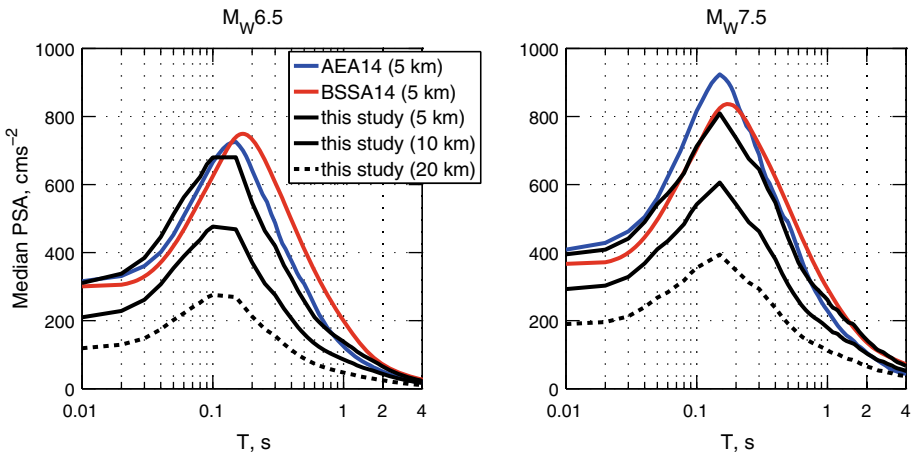 M_W6.5
M_W7.5
Median PSA, cms⁻²
1000
800
600
400
200
0
0.01
0.1
1
2
4
T, s
AEA14 (5 km)
BSSA14 (5 km)
this study (5 km)
this study (10 km)
this study (20 km)
1000
800
600
400
200
0
0.01
0.1
1
2
4
T, s